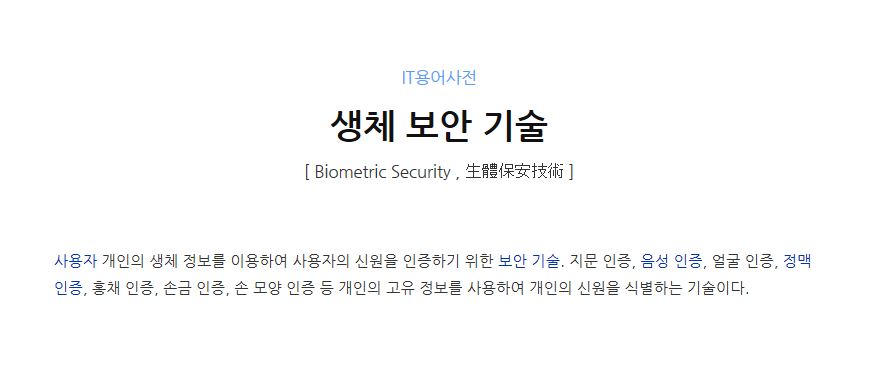 IT용어사전
생체 보안 기술
[ Biometric Security , 生體保安技術 ]
사용자 개인의 생체 정보를 이용하여 사용자의 신원을 인증하기 위한 보안 기술. 지문 인증, 음성 인증, 얼굴 인증, 정맥
인증, 홍채 인증, 손금 인증, 손 모양 인증 등 개인의 고유 정보를 사용하여 개인의 신원을 식별하는 기술이다.